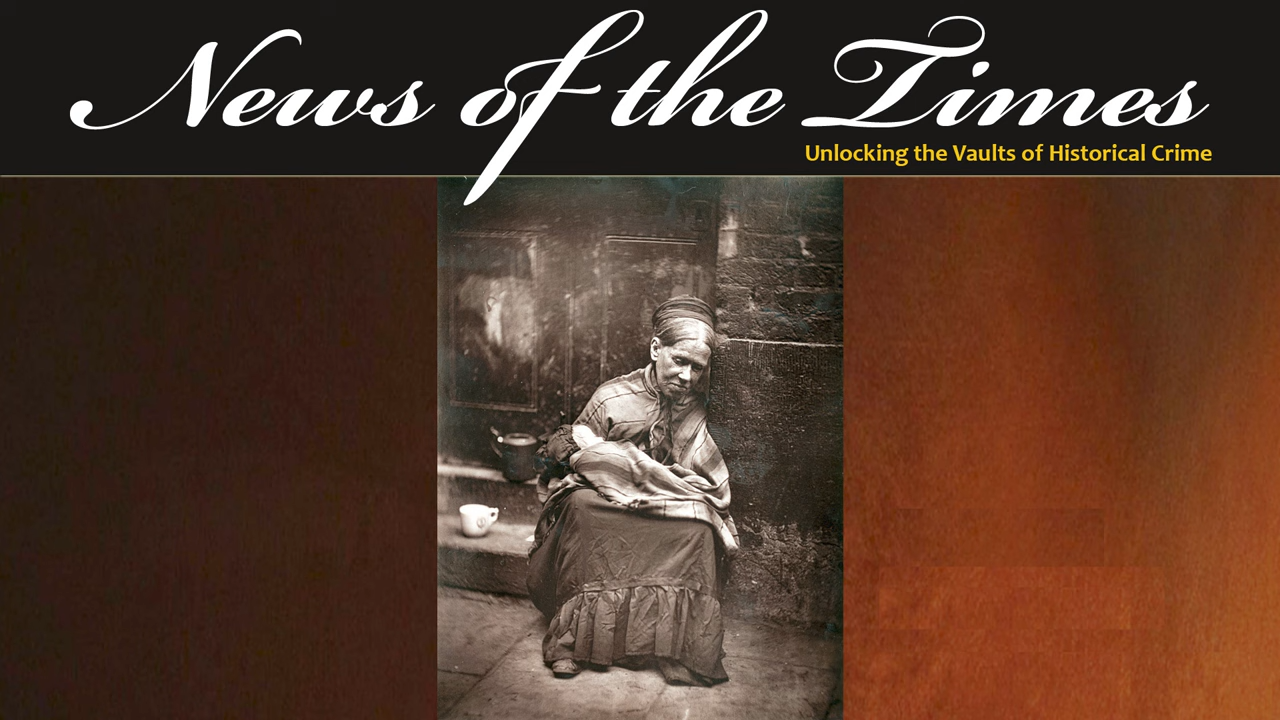 News of the Times
Unlocking the Vaults of Historical Crime